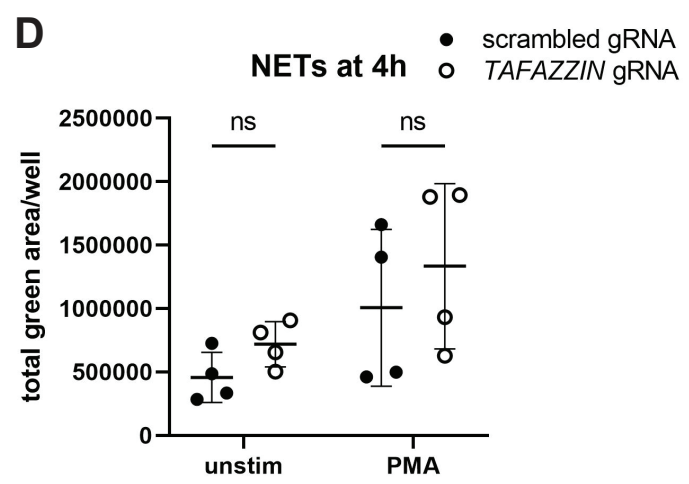 D
scrambled gRNA
TAFAZZIN gRNA
NETs at 4h
total green area/well
2500000
2000000
1500000
1000000
500000
0
ns
ns
unstim
PMA